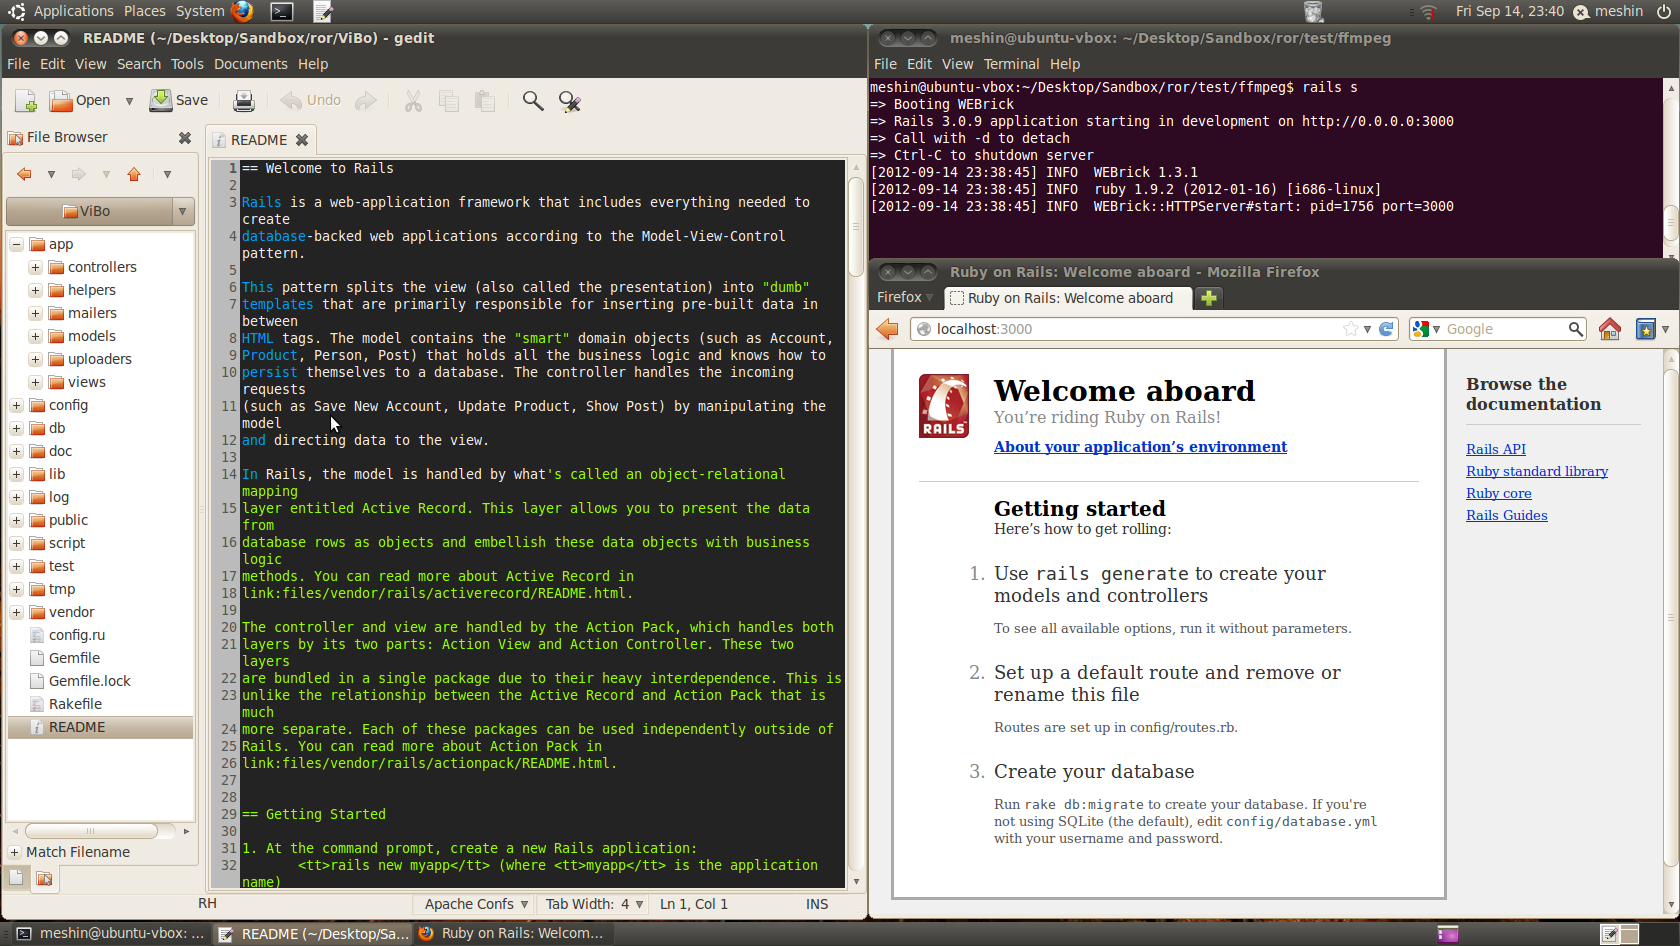 Applications Places System
Fri Sep 14, 23:40 meshin
README (~/Desktop/Sandbox/ror/ViBo) - gedit
File Edit View Search Tools Documents Help
Open Save Undo
File Browser
ViBo
app
controllers
helpers
mailers
models
uploaders
views
config
db
doc
lib
log
public
script
test
tmp
vendor
config.ru
Gemfile
Gemfile.lock
Rakefile
README
Match Filename
README
1 == Welcome to Rails
2
3 Rails is a web-application framework that includes everything needed to
create
4 database-backed web applications according to the Model-View-Control
pattern.
5
6 This pattern splits the view (also called the presentation) into "dumb"
7 templates that are primarily responsible for inserting pre-built data in
between
8 HTML tags. The model contains the "smart" domain objects (such as Account,
9 Product, Person, Post) that holds all the business logic and knows how to
10 persist themselves to a database. The controller handles the incoming
requests
11 (such as Save New Account, Update Product, Show Post) by manipulating the
model
12 and directing data to the view.
13
14 In Rails, the model is handled by what's called an object-relational
mapping
15 layer entitled Active Record. This layer allows you to present the data
from
16 database rows as objects and embellish these data objects with business
logic
17 methods. You can read more about Active Record in
18 link:files/vendor/rails/activerecord/README.html.
19
20 The controller and view are handled by the Action Pack, which handles both
21 layers by its two parts: Action View and Action Controller. These two
layers
22 are bundled in a single package due to their heavy interdependence. This is
23 unlike the relationship between the Active Record and Action Pack that is
much
24 more separate. Each of these packages can be used independently outside of
25 Rails. You can read more about Action Pack in
26 link:files/vendor/rails/actionpack/README.html.
27
28
29 == Getting Started
30
31 1. At the command prompt, create a new Rails application:
32 <tt>rails new myapp</tt> (where <tt>myapp</tt> is the application
name)
RH Apache Confs Tab Width: 4 Ln 1, Col 1 INS
meshin@ubuntu-vbox: ~/Desktop/Sandbox/ror/test/ffmpeg
File Edit View Terminal Help
meshin@ubuntu-vbox:~/Desktop/Sandbox/ror/test/ffmpeg$ rails s
=> Booting WEBrick
=> Rails 3.0.9 application starting in development on http://0.0.0.0:3000
=> Call with -d to detach
=> Ctrl-C to shutdown server
[2012-09-14 23:38:45] INFO  WEBrick 1.3.1
[2012-09-14 23:38:45] INFO  ruby 1.9.2 (2012-01-16) [i686-linux]
[2012-09-14 23:38:45] INFO  WEBrick::HTTPServer#start: pid=1756 port=3000
Ruby on Rails: Welcome aboard - Mozilla Firefox
Firefox Ruby on Rails: Welcome aboard
localhost:3000 Google
RAILS
Welcome aboard
You're riding Ruby on Rails!
About your application's environment
Getting started
Here's how to get rolling:
1. Use rails generate to create your
models and controllers
To see all available options, run it without parameters.
2. Set up a default route and remove or
rename this file
Routes are set up in config/routes.rb.
3. Create your database
Run rake db:migrate to create your database. If you're
not using SQLite (the default), edit config/database.yml
with your username and password.
Browse the
documentation
Rails API
Ruby standard library
Ruby core
Rails Guides
meshin@ubuntu-vbox: ... README (~/Desktop/Sa... Ruby on Rails: Welcom...